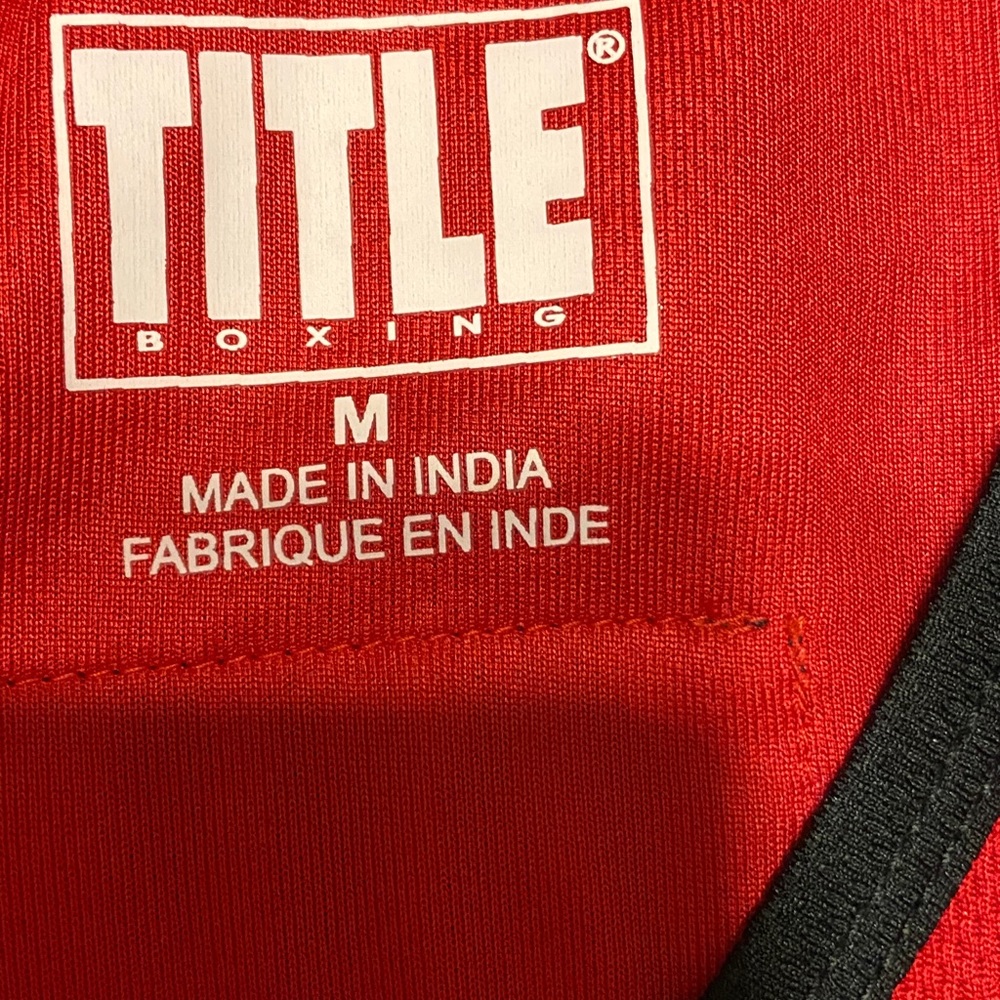 TITLE®
BOXING
M
MADE IN INDIA
FABRIQUE EN INDE